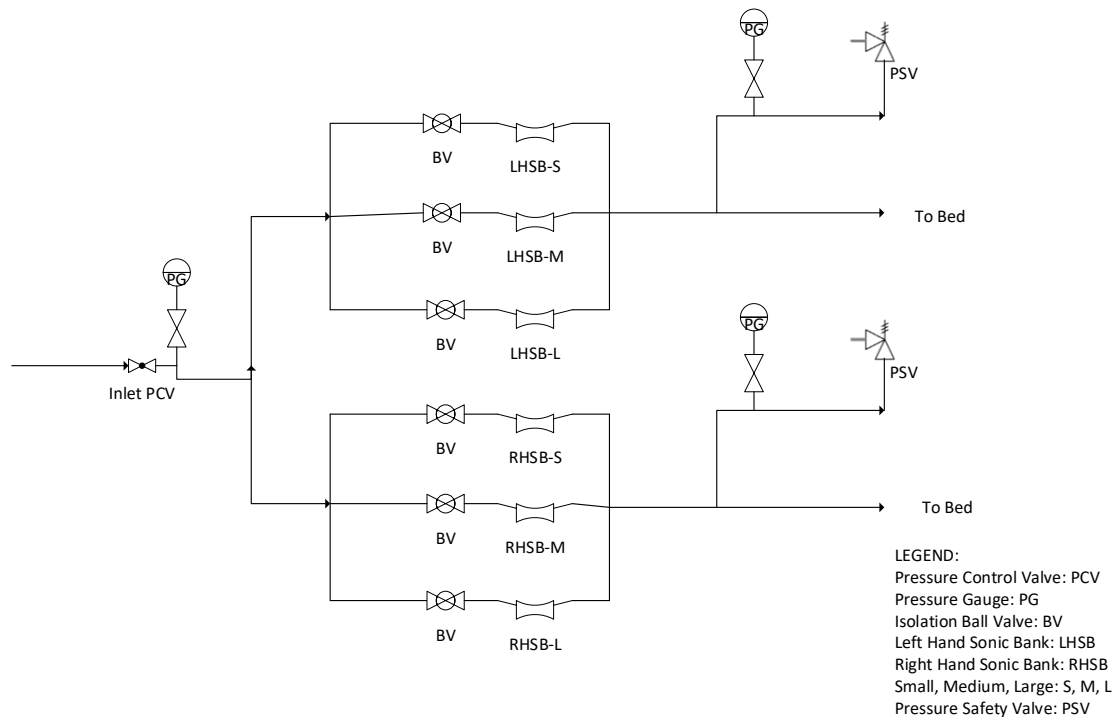 PG
PSV
BV
LHSB-S
To Bed
BV
LHSB-M
PG
PG
BV
LHSB-L
PSV
Inlet PCV
BV
RHSB-S
To Bed
BV
RHSB-M
BV
RHSB-L
LEGEND:
Pressure Control Valve: PCV
Pressure Gauge: PG
Isolation Ball Valve: BV
Left Hand Sonic Bank: LHSB
Right Hand Sonic Bank: RHSB
Small, Medium, Large: S, M, L
Pressure Safety Valve: PSV